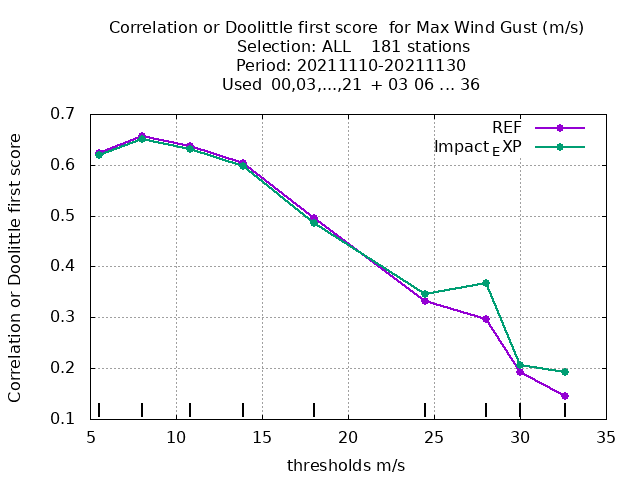 Correlation or Doolittle first score  for Max Wind Gust (m/s)
Selection: ALL    181 stations
Period: 20211110-20211130
Used  00,03,...,21  + 03 06 ... 36
REF
Impact_EXP
Correlation or Doolittle first score
0.7
0.6
0.5
0.4
0.3
0.2
0.1
5 10 15 20 25 30 35
thresholds m/s